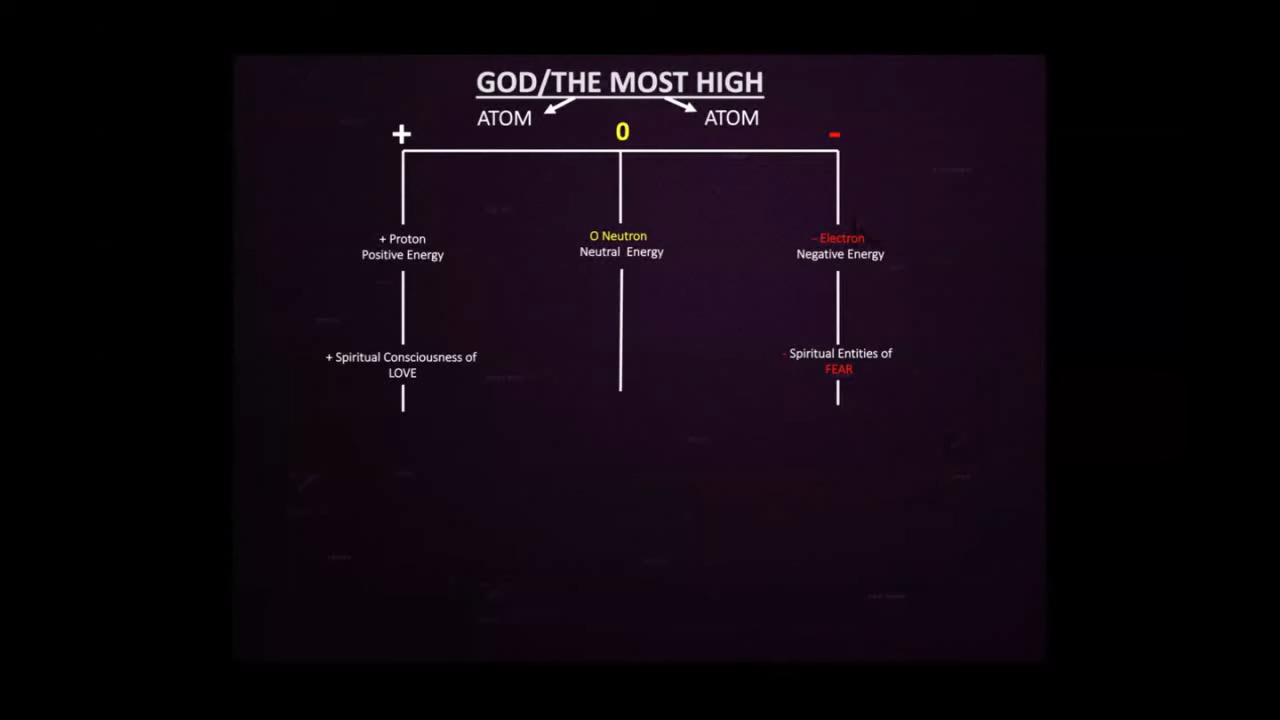 GOD/THE MOST HIGH
ATOM ATOM
+ 0 -
+ Proton
Positive Energy
O Neutron
Neutral Energy
- Electron
Negative Energy
+ Spiritual Consciousness of
LOVE
- Spiritual Entities of
FEAR